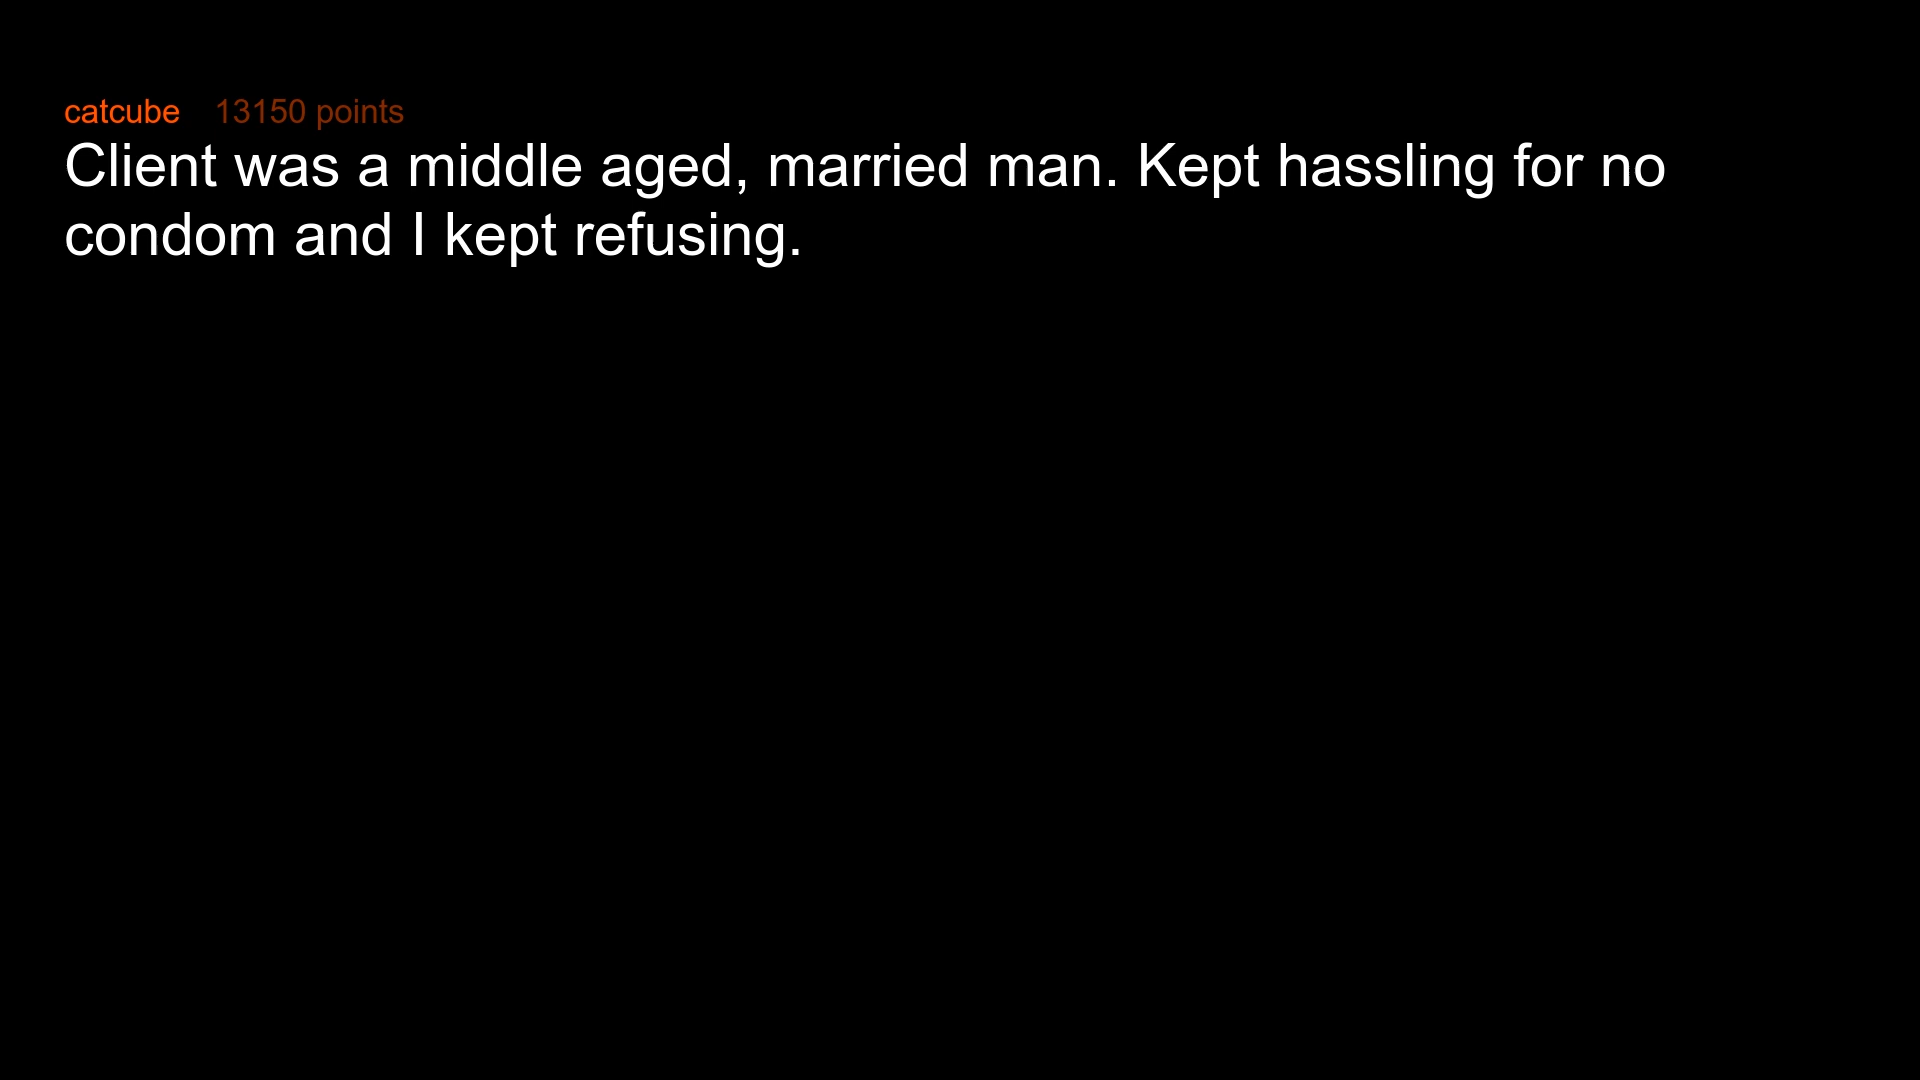 catcube 13150 points
Client was a middle aged, married man. Kept hassling for no
condom and I kept refusing.